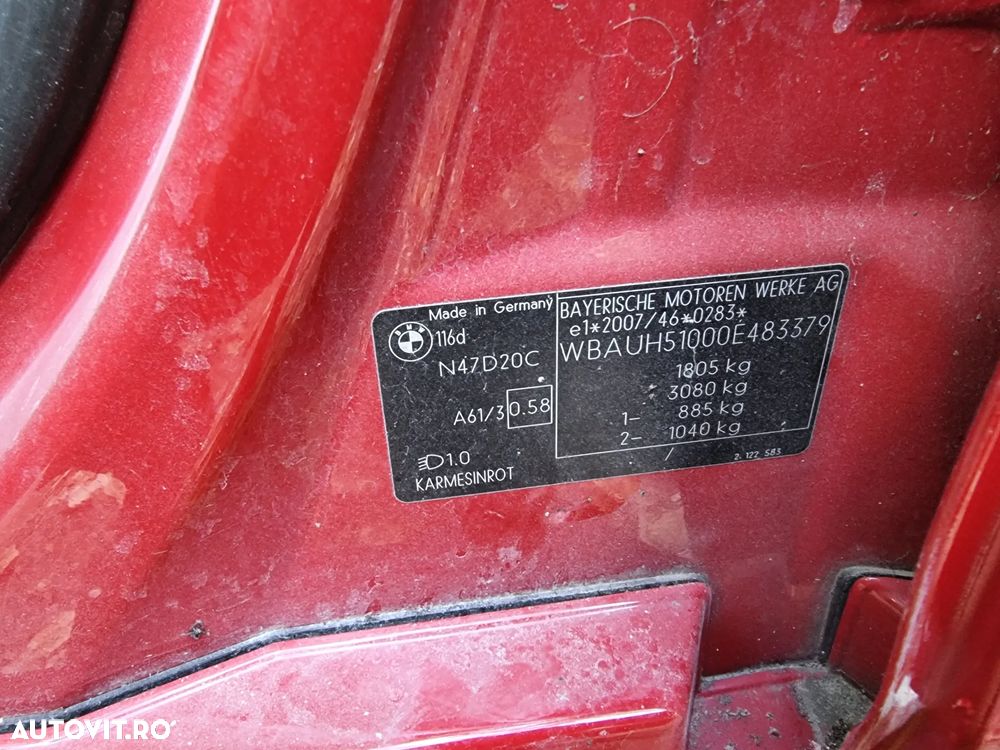 Made in Germany
116d
N47D20C
A61/3 0.58
1.0
KARMESINROT
BAYERISCHE MOTOREN WERKE AG
e1*2007/46*0283*
WBAUH51000E483379
1805 kg
3080 kg
1- 885 kg
2- 1040 kg
/
2 122 583
AUTOVIT.RO